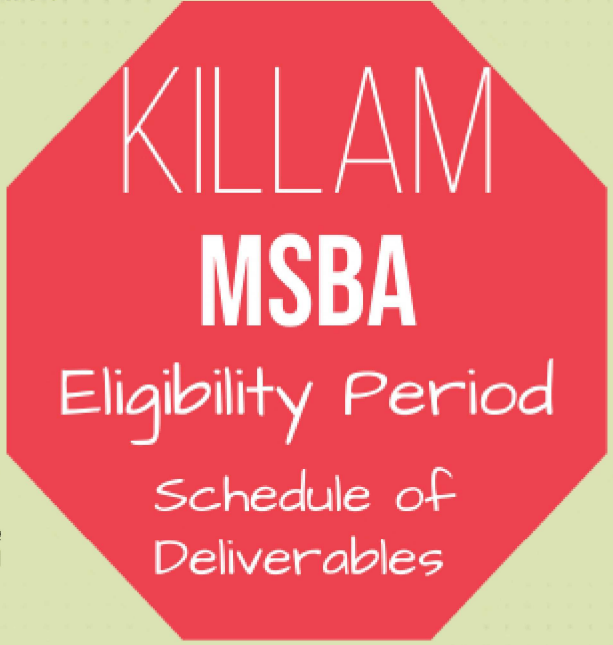 KILLAM
MSBA
Eligibility Period
Schedule of
Deliverables